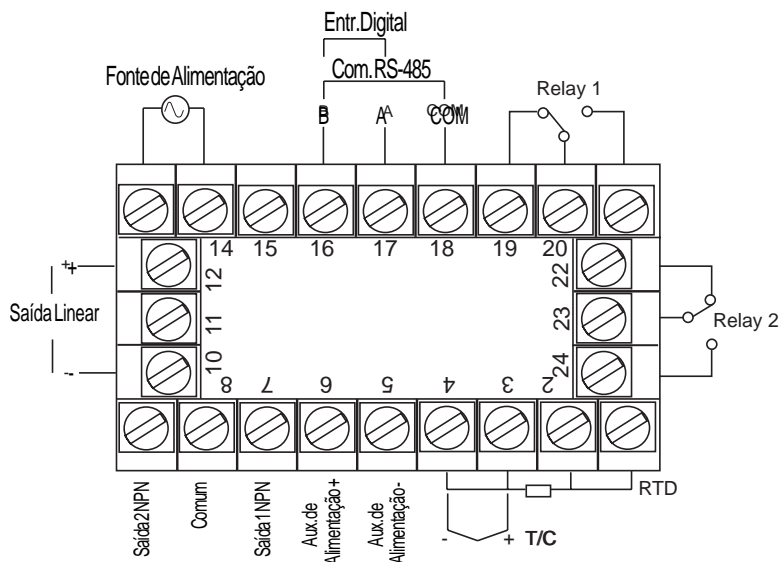 Entr.Digital
Com.RS-485
Fonte de Alimentação
B A COM
Relay 1
14 15 16 17 18 19 20
+
Saída Linear
-
12
11
10
22
23
24
Relay 2
8 7 6 5 4 3 2
Saída 2 NPN
Comum
Saída 1 NPN
Aux.de
Alimentação+
Aux.de
Alimentação-
- + T/C
RTD